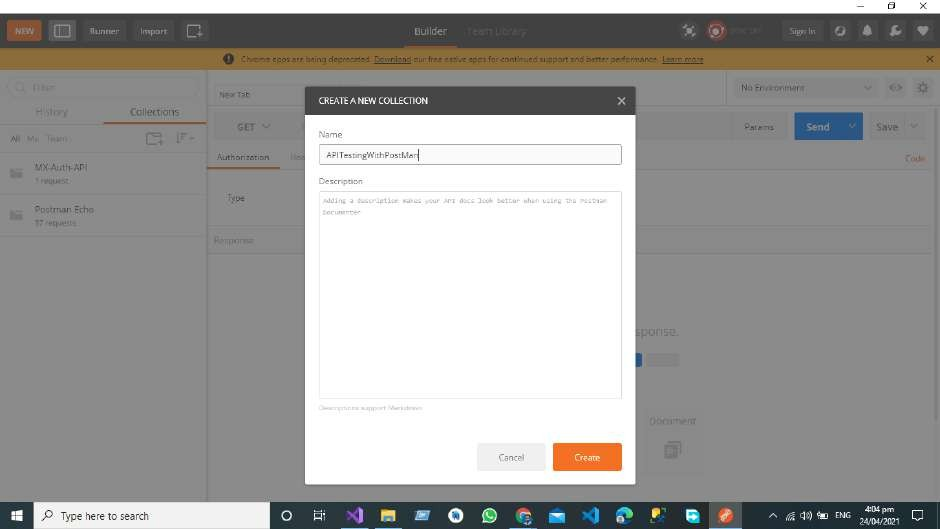 NEW
Runner
Import
Builder
Team Library
Sign In
Chrome apps are being deprecated. Download our free native apps for continued support and better performance. Learn more
Filter
History
Collections
All Me Team
MX-Auth-API
1 request
Postman Echo
37 requests
New Tab
No Environment
GET
Params
Send
Save
Authorization
Code
Type
Response
CREATE A NEW COLLECTION
Name
APITestingWithPostMan
Description
Adding a description makes your API docs look better when using the Postman
Documenter
Descriptions support Markdown
Cancel
Create
sponse.
Document
Type here to search
ENG
4:04 pm
24/04/2021